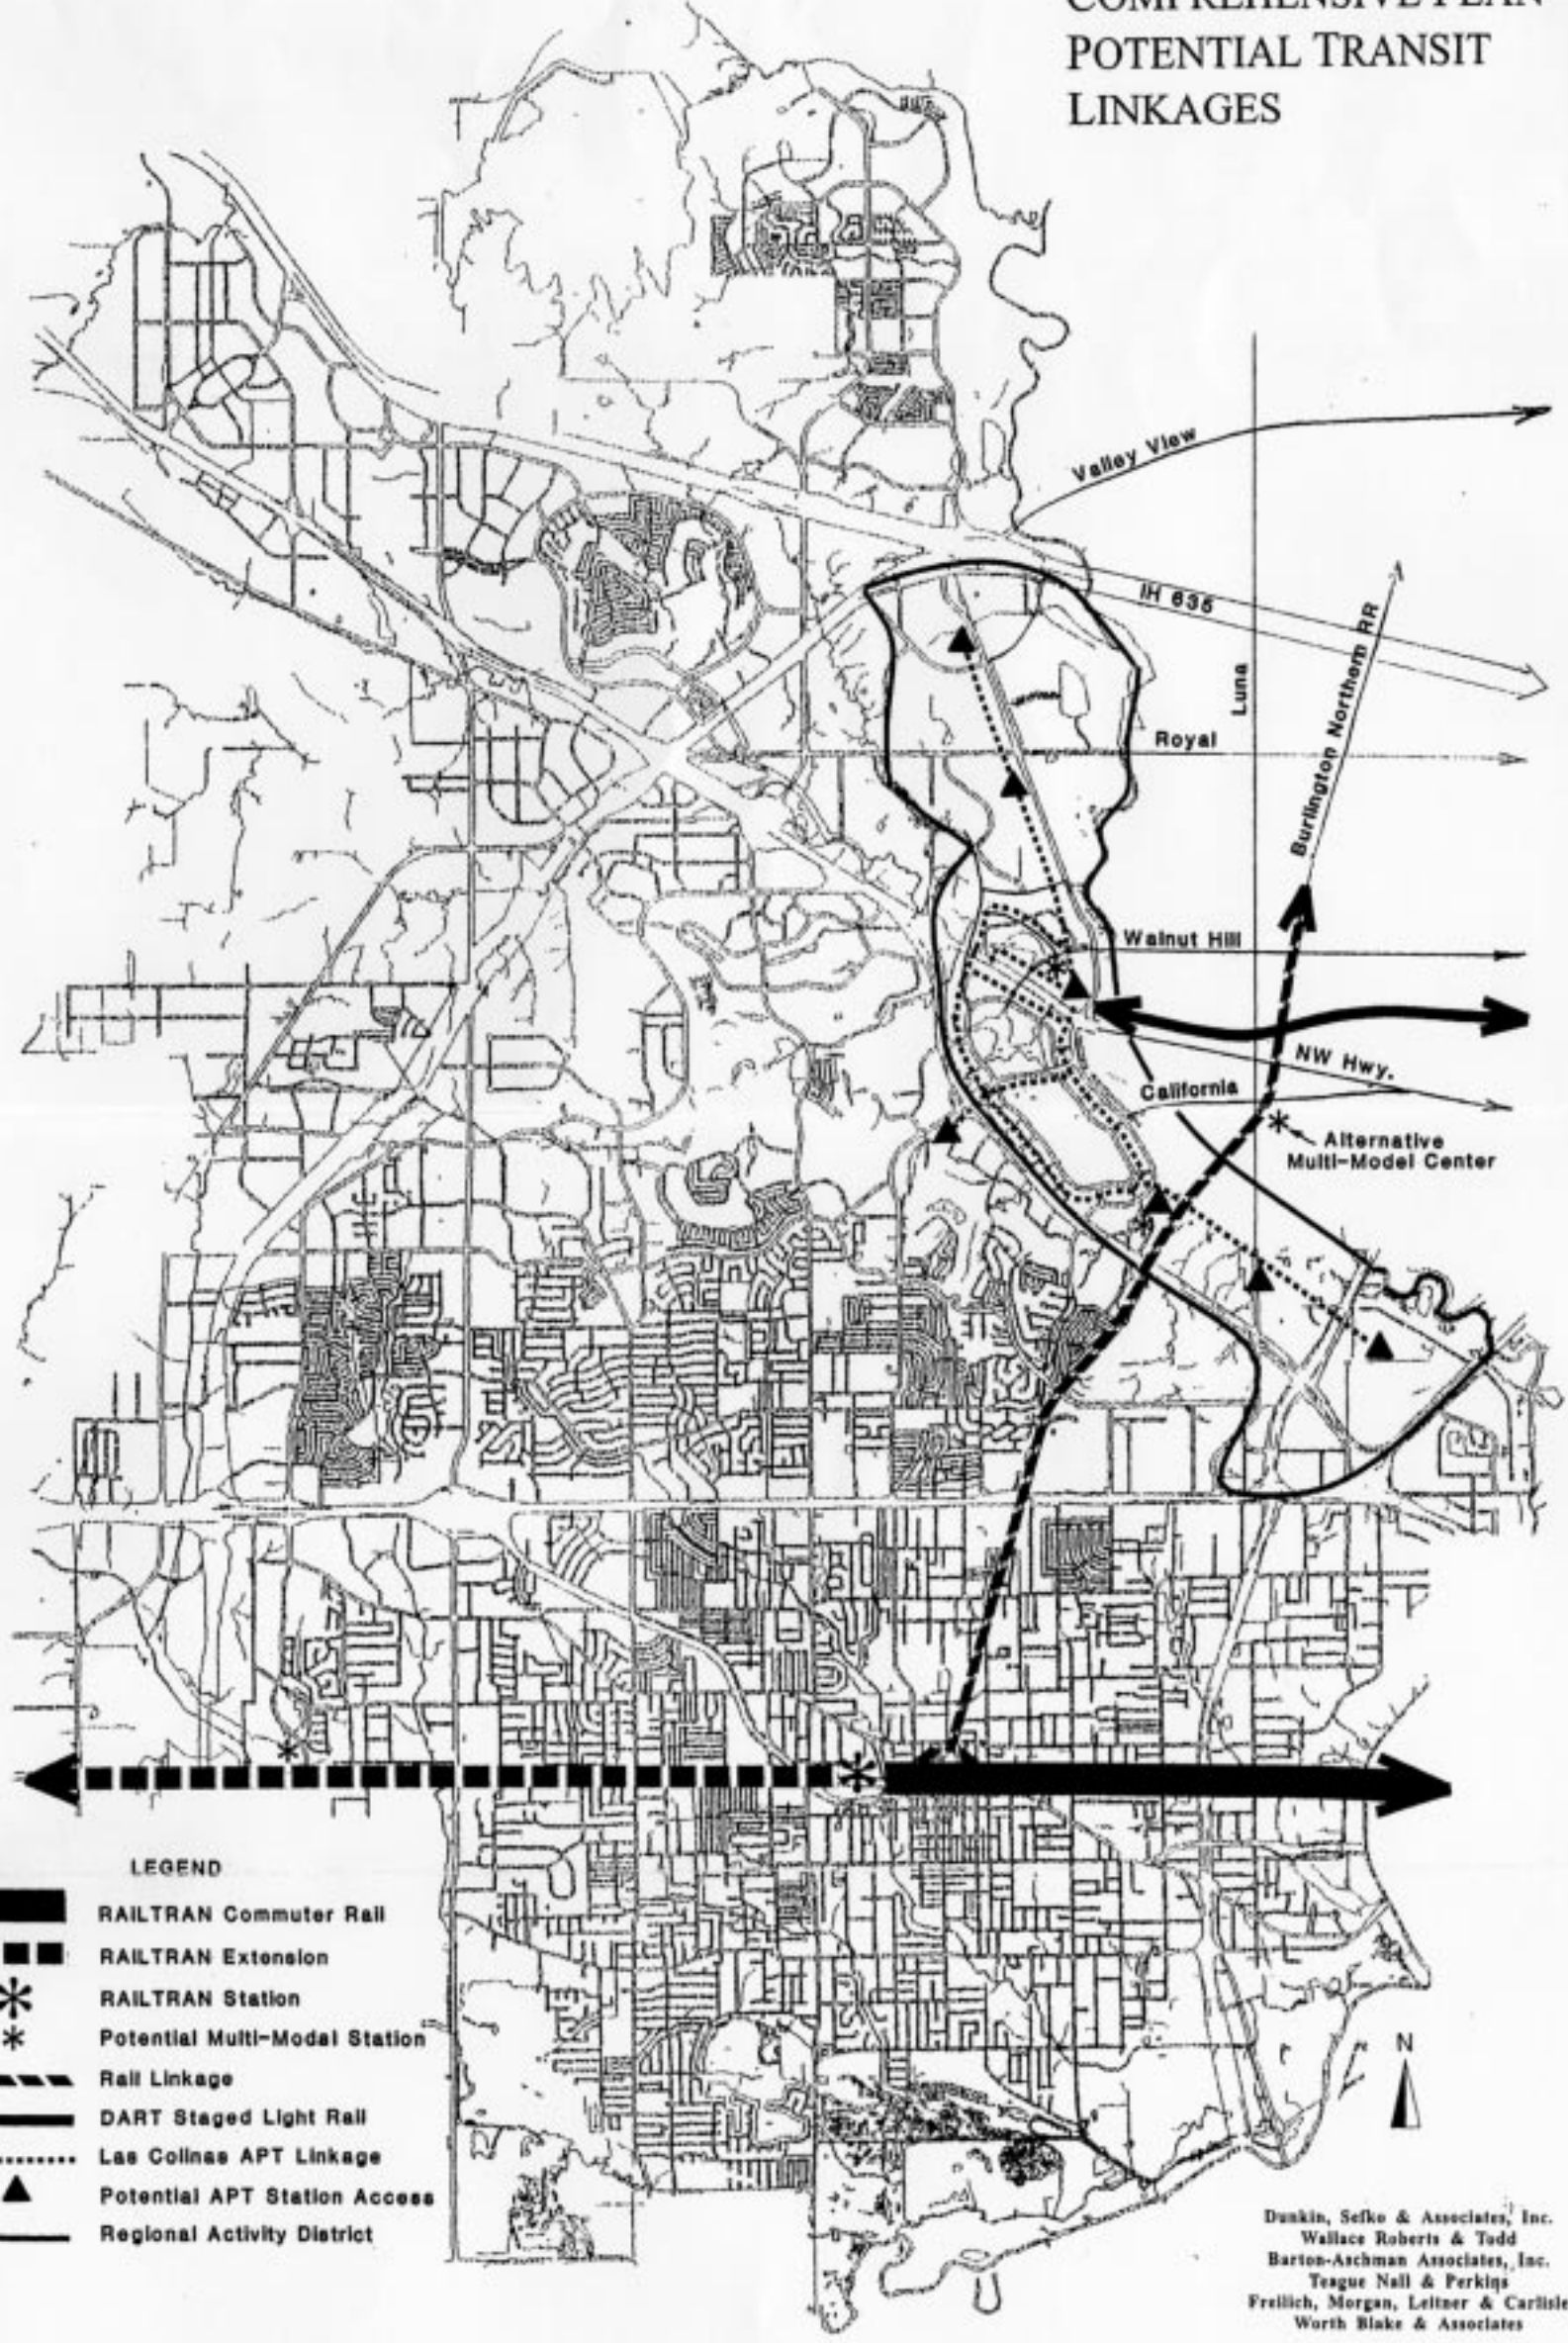 COMPREHENSIVE PLAN
POTENTIAL TRANSIT
LINKAGES
Valley View
IH 635
Luna
Burlington Northern RR
Royal
Walnut Hill
NW Hwy.
California
Alternative
Multi-Model Center
LEGEND
RAILTRAN Commuter Rail
RAILTRAN Extension
RAILTRAN Station
Potential Multi-Modal Station
Rail Linkage
DART Staged Light Rail
Las Colinas APT Linkage
Potential APT Station Access
Regional Activity District
N
Dunkin, Sefko & Associates, Inc.
Wallace Roberts & Todd
Barton-Aschman Associates, Inc.
Teague Nall & Perkins
Freilich, Morgan, Leitner & Carlisle
Worth Blake & Associates